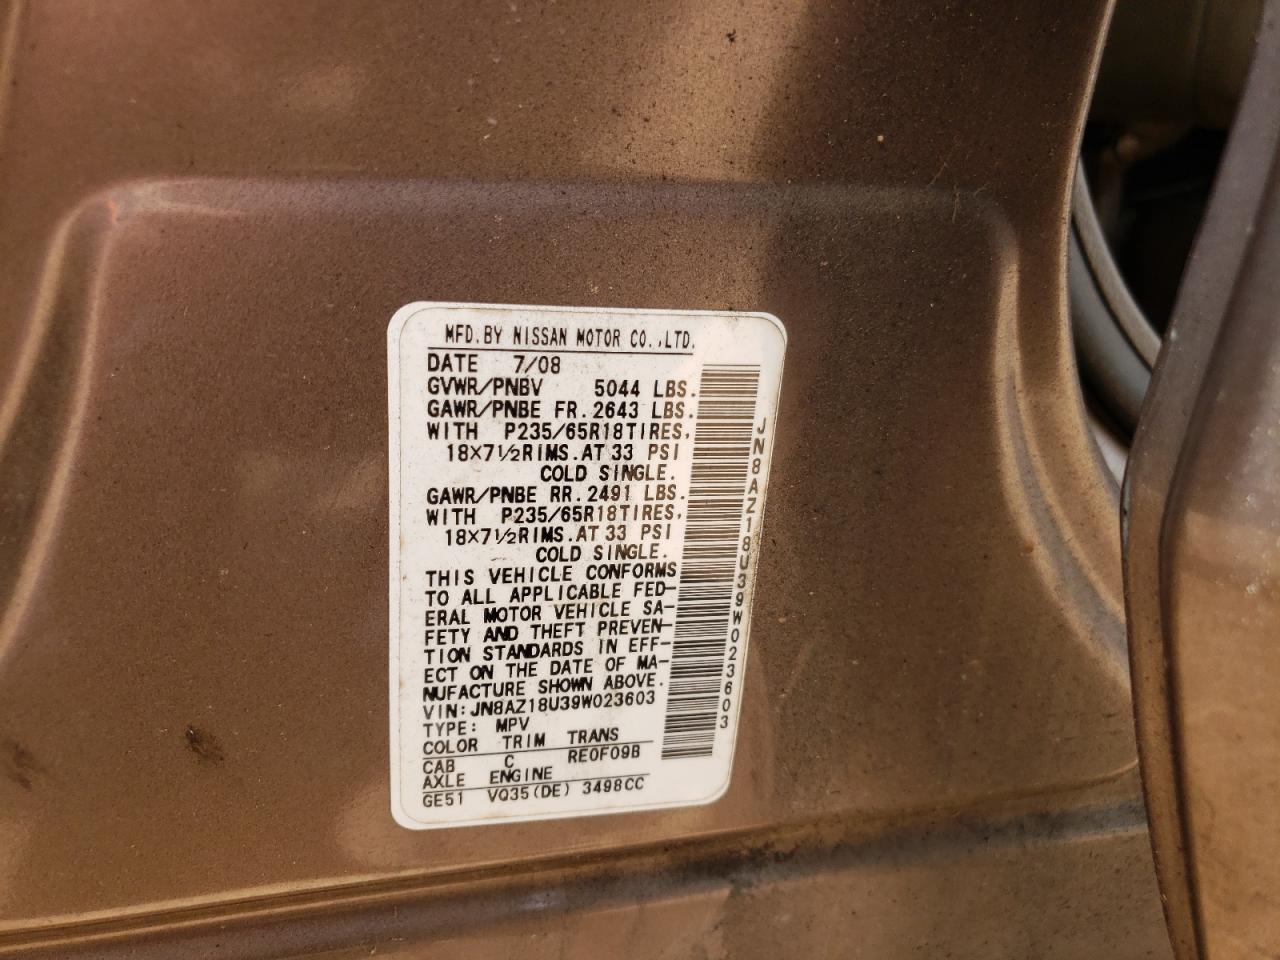 MFD.BY NISSAN MOTOR CO.,LTD.
DATE 7/08
GVWR/PNBV 5044 LBS.
GAWR/PNBE FR.2643 LBS.
WITH P235/65R18TIRES.
18×7½RIMS.AT 33 PSI
COLD SINGLE.
GAWR/PNBE RR.2491 LBS.
WITH P235/65R18TIRES.
18×7½RIMS.AT 33 PSI
COLD SINGLE.
THIS VEHICLE CONFORMS
TO ALL APPLICABLE FED-
ERAL MOTOR VEHICLE SA-
FETY AND THEFT PREVEN-
TION STANDARDS IN EFF-
ECT ON THE DATE OF MA-
NUFACTURE SHOWN ABOVE.
VIN:JN8AZ18U39W023603
TYPE: MPV
COLOR TRIM TRANS
CAB C RE0F09B
AXLE ENGINE
GE51 VQ35(DE) 3498CC
JN8AZ18U39W023603